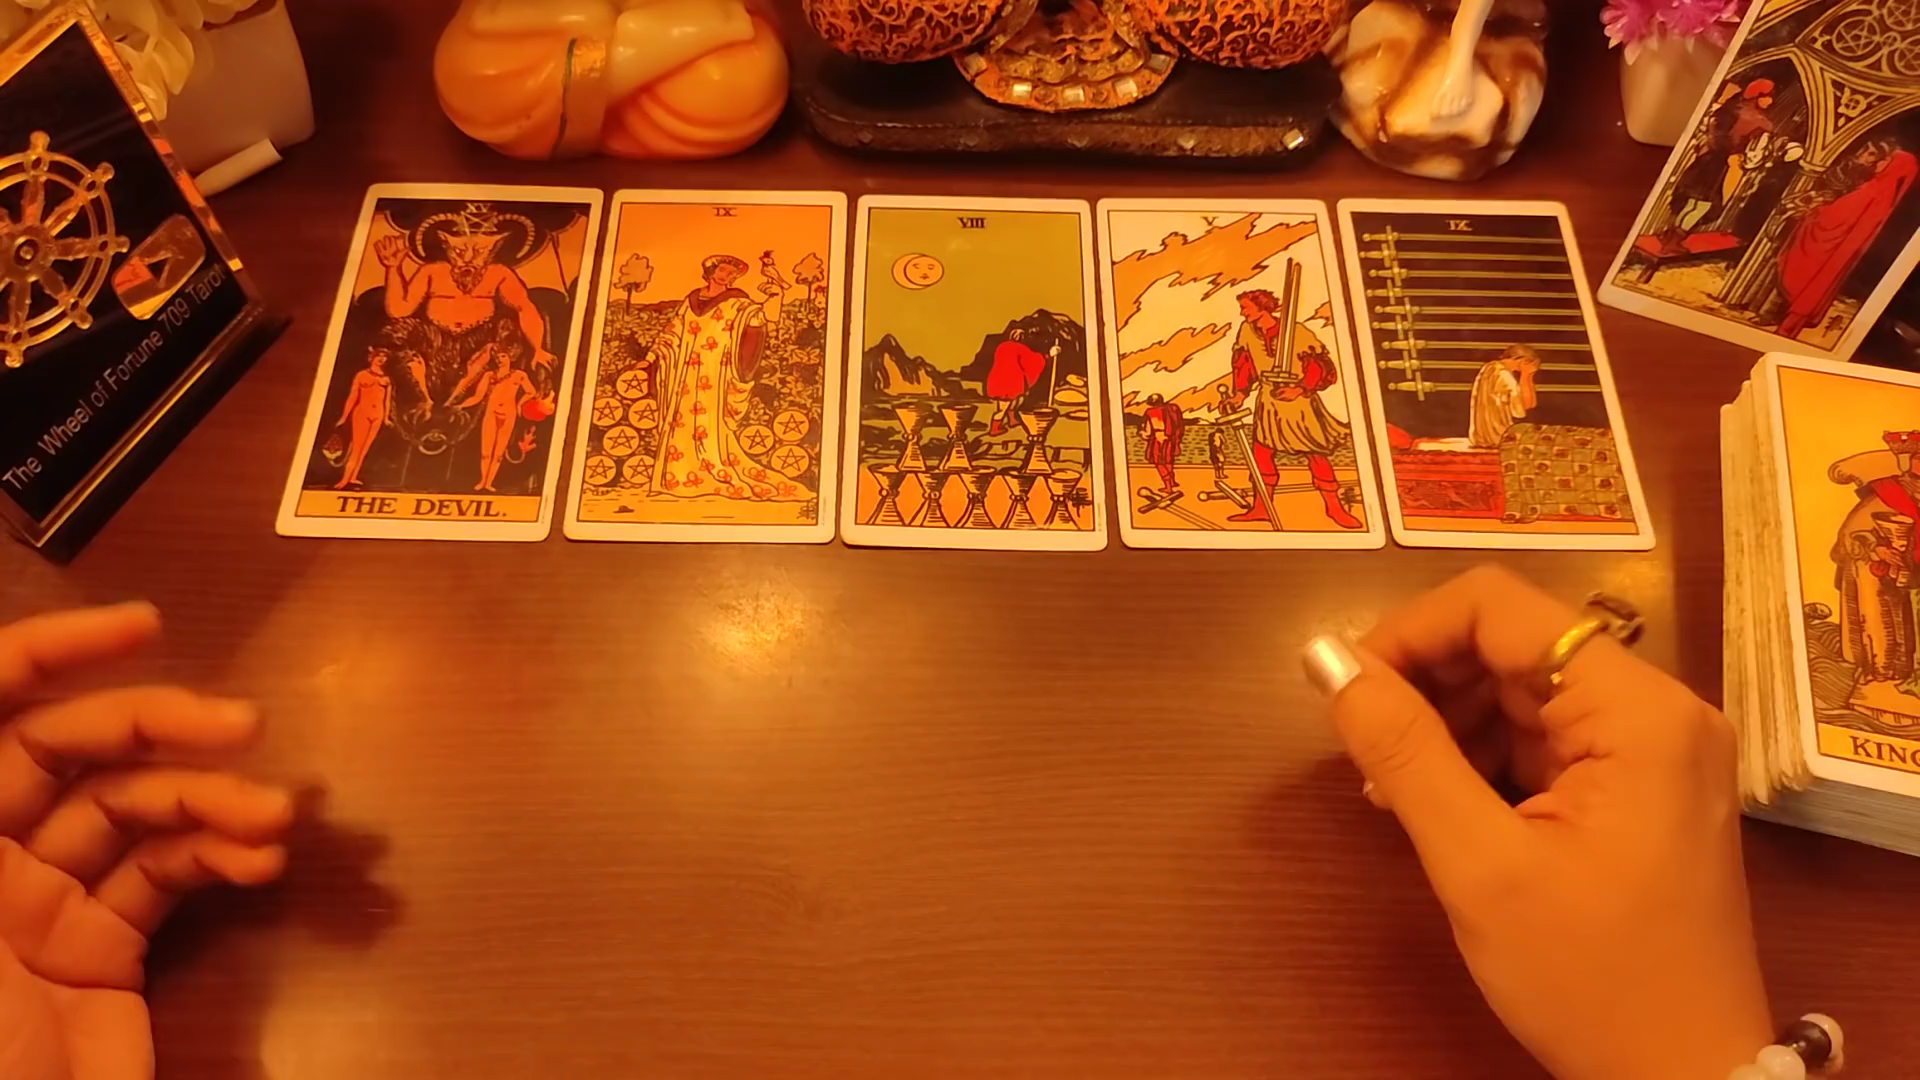 The Wheel of Fortune 709 Tarot
XV
THE DEVIL.
IX
VIII
V
IX
KING